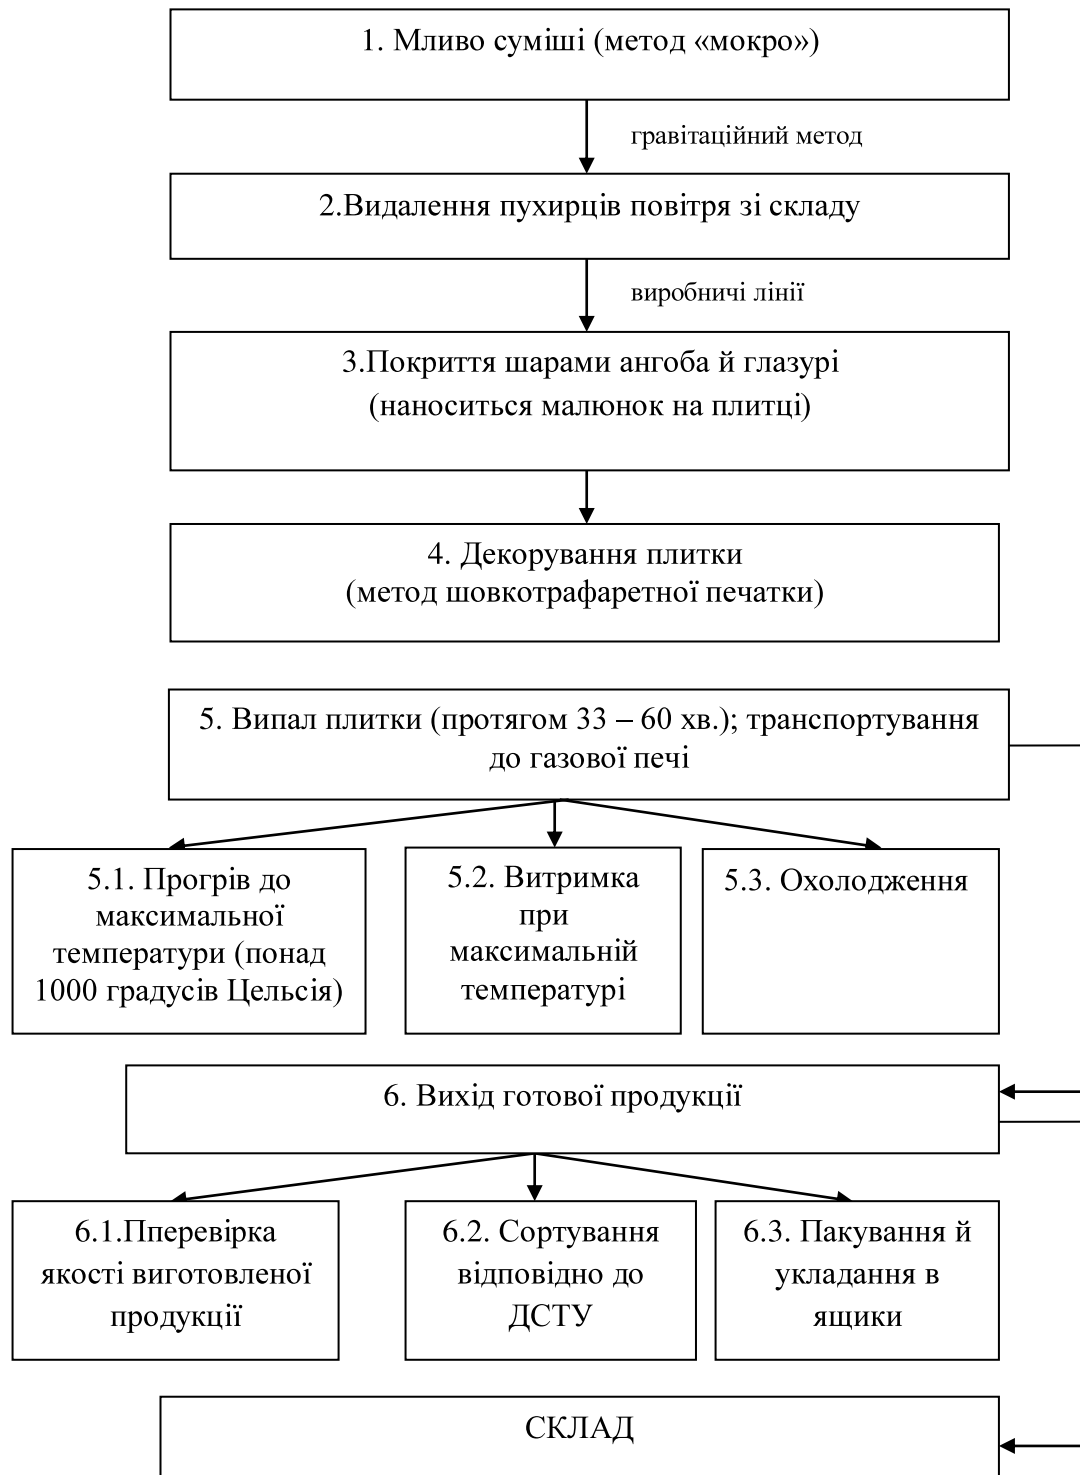 1. Мливо суміші (метод «мокро»)
гравітаційний метод
2.Видалення пухирців повітря зі складу
виробничі лінії
3.Покриття шарами ангоба й глазурі
(наноситься малюнок на плитці)
4. Декорування плитки
(метод шовкотрафаретної печатки)
5. Випал плитки (протягом 33 – 60 хв.); транспортування
до газової печі
5.1. Прогрів до
максимальної
температури (понад
1000 градусів Цельсія)
5.2. Витримка
при
максимальній
температурі
5.3. Охолодження
6. Вихід готової продукції
6.1.Пперевірка
якості виготовленої
продукції
6.2. Сортування
відповідно до
ДСТУ
6.3. Пакування й
укладання в
ящики
СКЛАД